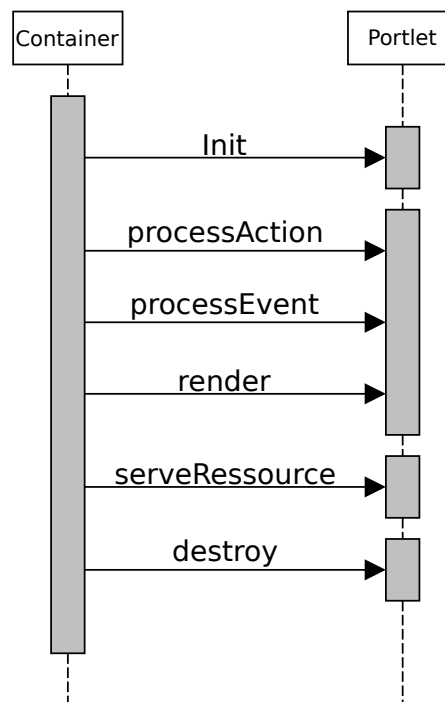 Container
Portlet
Init
processAction
processEvent
render
serveRessource
destroy